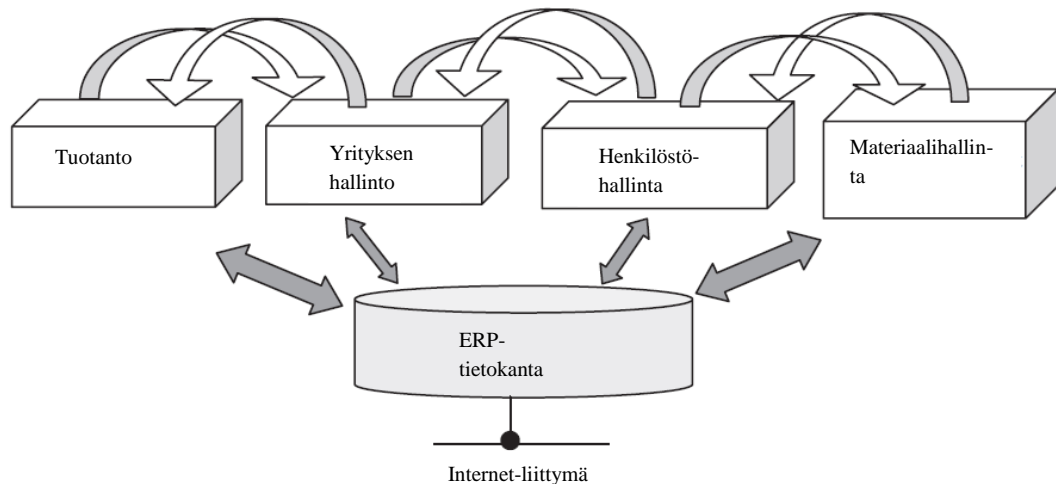 Tuotanto
Yrityksen
hallinto
Henkilöstö-
hallinta
Materiaalihallin-
ta
ERP-
tietokanta
Internet-liittymä